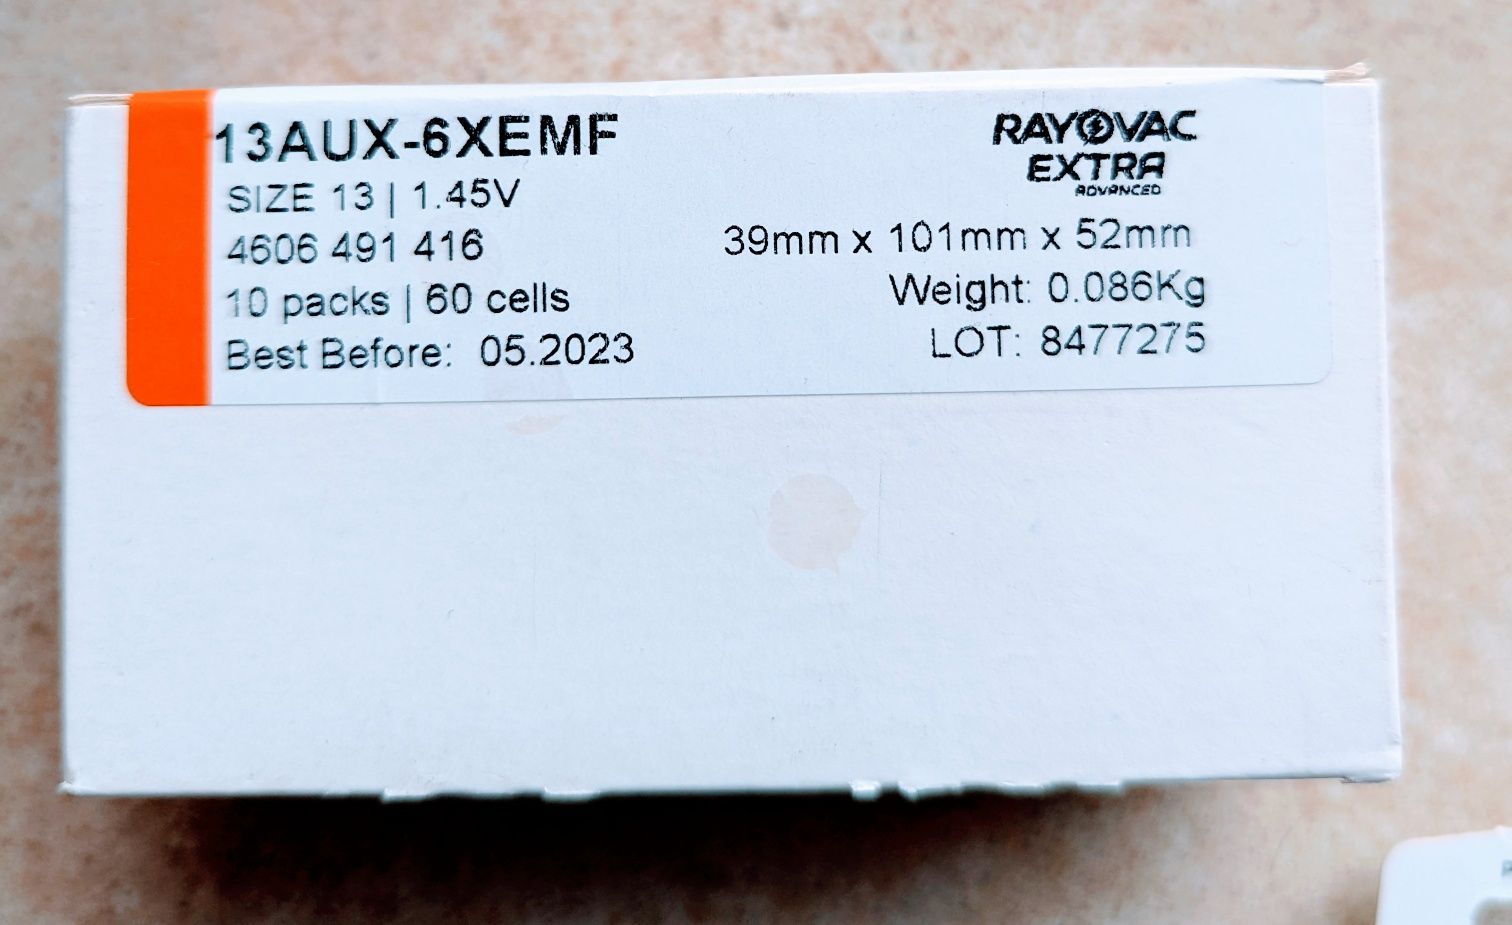 13AUX-6XEMF
SIZE 13 | 1.45V
4606 491 416
10 packs | 60 cells
Best Before: 05.2023
RAYOVAC
EXTRA
ADVANCED
39mm x 101mm x 52mm
Weight: 0.086Kg
LOT: 8477275